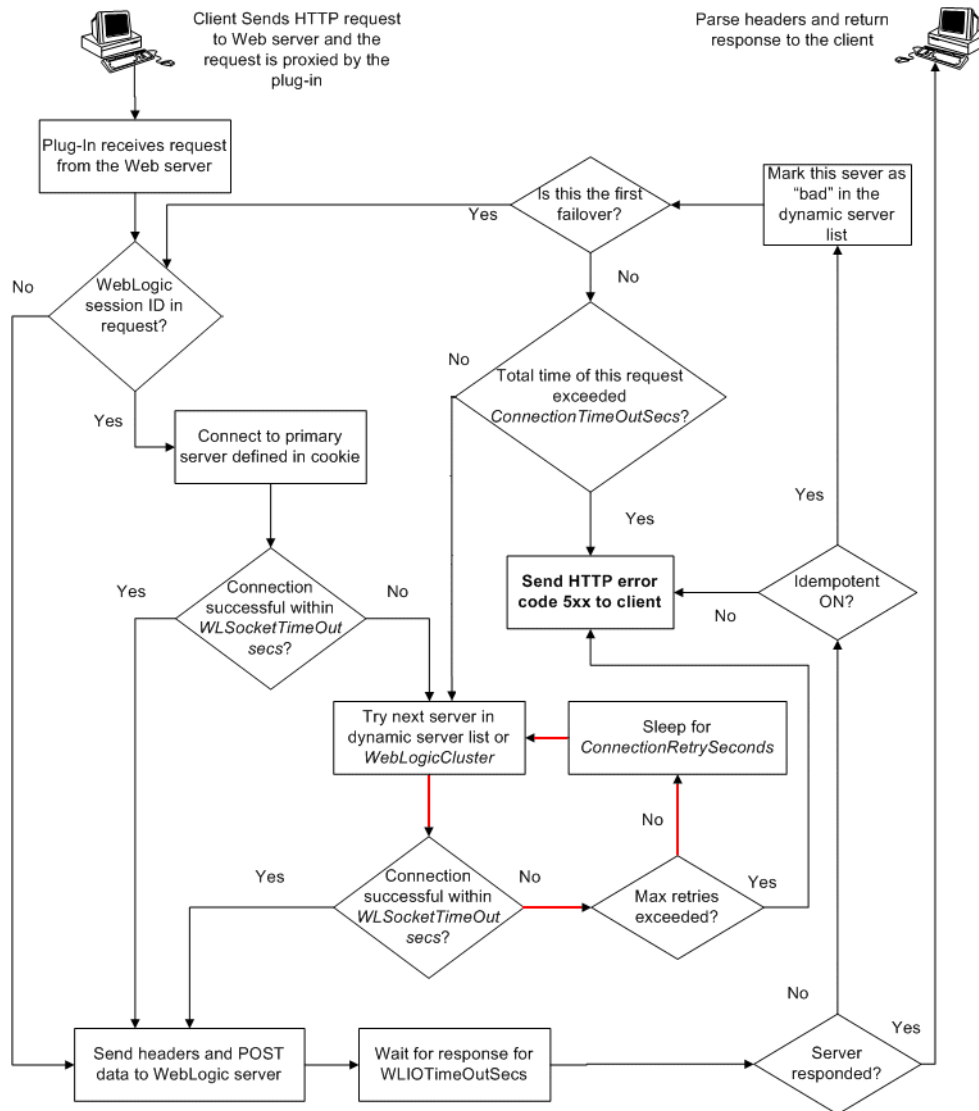 Client Sends HTTP request
to Web server and the
request is proxied by the
plug-in
Parse headers and return
response to the client
Plug-In receives request
from the Web server
Is this the first
failover?
Mark this sever as
“bad” in the
dynamic server
list
Yes
No
No
WebLogic
session ID in
request?
No
Total time of this request
exceeded
ConnectionTimeOutSecs?
Yes
Connect to primary
server defined in cookie
Yes
Yes
Send HTTP error
code 5xx to client
Idempotent
ON?
No
Yes
Connection
successful within
WLSocketTimeOut
secs?
No
Try next server in
dynamic server list or
WebLogicCluster
Sleep for
ConnectionRetrySeconds
No
Yes
Connection
successful within
WLSocketTimeOut
secs?
No
Max retries
exceeded?
Yes
No
Yes
Send headers and POST
data to WebLogic server
Wait for response for
WLIOTimeOutSecs
Server
responded?